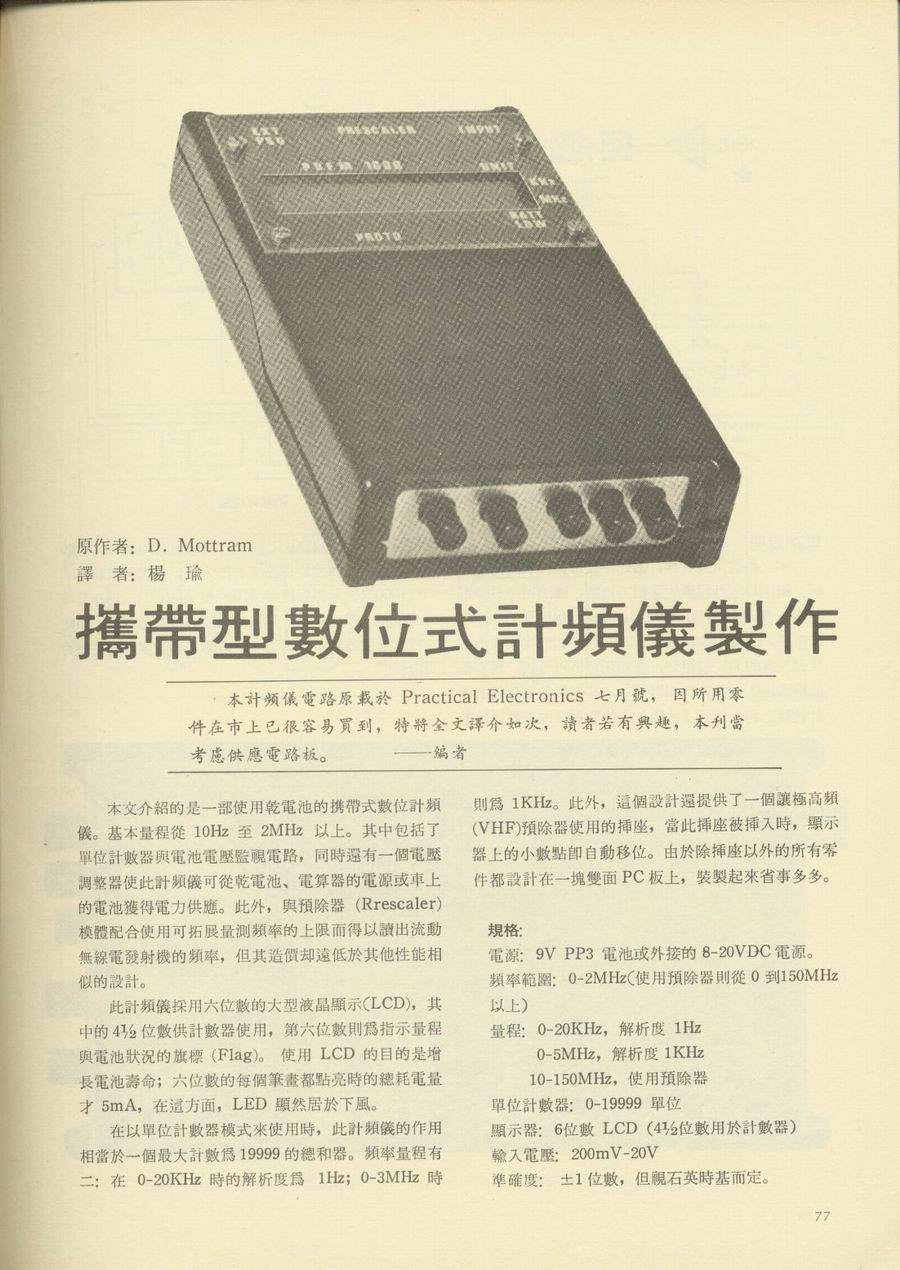 EXT
PSU
PRESCALER
INPUT
PDFM 1000
UNIT
KHz
MHz
BATT
LOW
PROTO
原作者: D. Mottram
譯　者: 楊　瑜
攜帶型數位式計頻儀製作
本計頻儀電路原載於 Practical Electronics 七月號，因所用零
件在市上已很容易買到，特將全文譯介如次，讀者若有興趣，本刋當
考慮供應電路板。　——編者
本文介紹的是一部使用乾電池的携帶式數位計頻
儀。基本量程從 10Hz 至 2MHz 以上。其中包括了
單位計數器與電池電壓監視電路，同時還有一個電壓
調整器使此計頻儀可從乾電池、電算器的電源或車上
的電池獲得電力供應。此外，與預除器 (Rrescaler)
模體配合使用可拓展量測頻率的上限而得以讀出流動
無線電發射機的頻率，但其造價却遠低於其他性能相
似的設計。
此計頻儀採用六位數的大型液晶顯示(LCD)，其
中的 4½ 位數供計數器使用，第六位數則爲指示量程
與電池狀況的旗標 (Flag)。 使用 LCD 的目的是增
長電池壽命；六位數的每個筆畫都點亮時的總耗電量
才 5mA，在這方面，LED 顯然居於下風。
在以單位計數器模式來使用時，此計頻儀的作用
相當於一個最大計數爲 19999 的總和器。頻率量程有
二: 在 0-20KHz 時的解析度爲 1Hz；0-3MHz 時
則爲 1KHz。此外，這個設計還提供了一個讓極高頻
(VHF)預除器使用的揷座，當此揷座被揷入時，顯示
器上的小數點卽自動移位。由於除揷座以外的所有零
件都設計在一塊雙面 PC 板上，裝製起來省事多多。
規格:
電源: 9V PP3 電池或外接的 8-20VDC 電源。
頻率範圍: 0-2MHz(使用預除器則從 0 到150MHz
以上)
量程: 0-20KHz，解析度 1Hz
0-5MHz，解析度 1KHz
10-150MHz，使用預除器
單位計數器: 0-19999 單位
顯示器: 6位數 LCD (4½位數用於計數器)
輸入電壓: 200mV-20V
準確度: ±1 位數，但視石英時基而定。
77